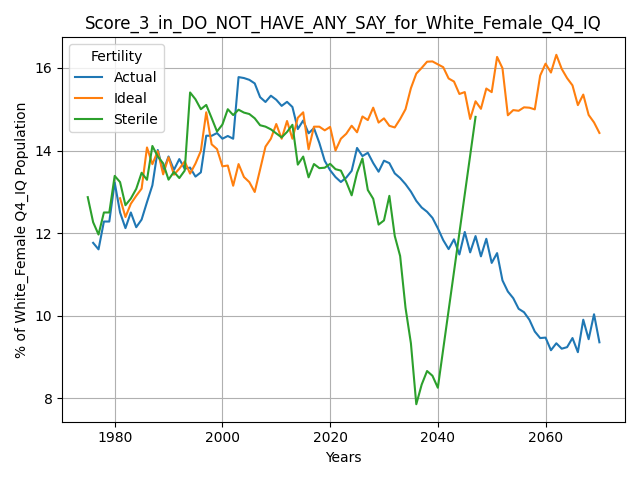 Score_3_in_DO_NOT_HAVE_ANY_SAY_for_White_Female_Q4_IQ
Fertility
Actual
Ideal
Sterile
% of White_Female Q4_IQ Population
16
14
12
10
8
1980
2000
2020
2040
2060
Years